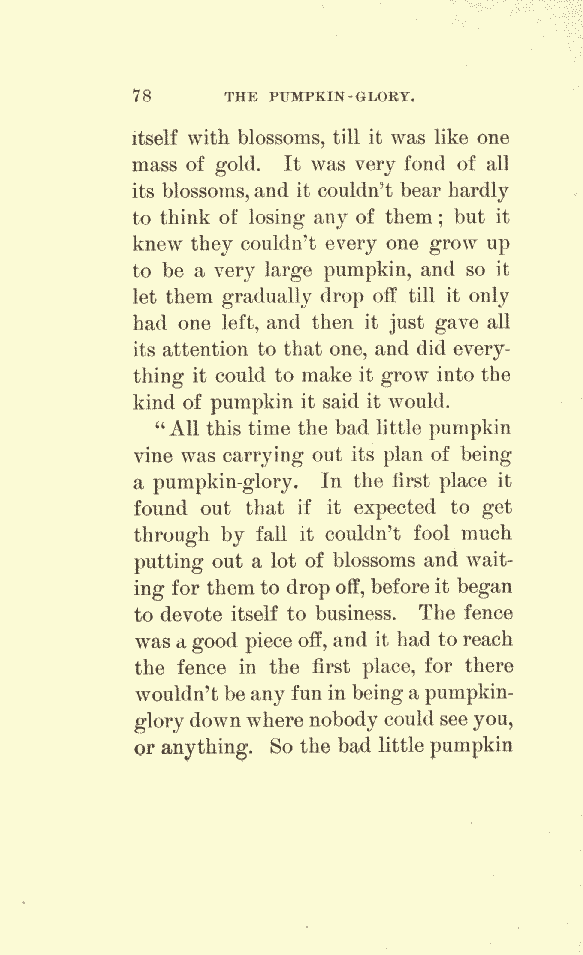 78 THE PUMPKIN-GLORY.
itself with blossoms, till it was like one
mass of gold. It was very fond of all
its blossoms, and it couldn't bear hardly
to think of losing any of them; but it
knew they couldn't every one grow up
to be a very large pumpkin, and so it
let them gradually drop off till it only
had one left, and then it just gave all
its attention to that one, and did every-
thing it could to make it grow into the
kind of pumpkin it said it would.
"All this time the bad little pumpkin
vine was carrying out its plan of being
a pumpkin-glory. In the first place it
found out that if it expected to get
through by fall it couldn't fool much
putting out a lot of blossoms and wait-
ing for them to drop off, before it began
to devote itself to business. The fence
was a good piece off, and it had to reach
the fence in the first place, for there
wouldn't be any fun in being a pumpkin-
glory down where nobody could see you,
or anything. So the bad little pumpkin